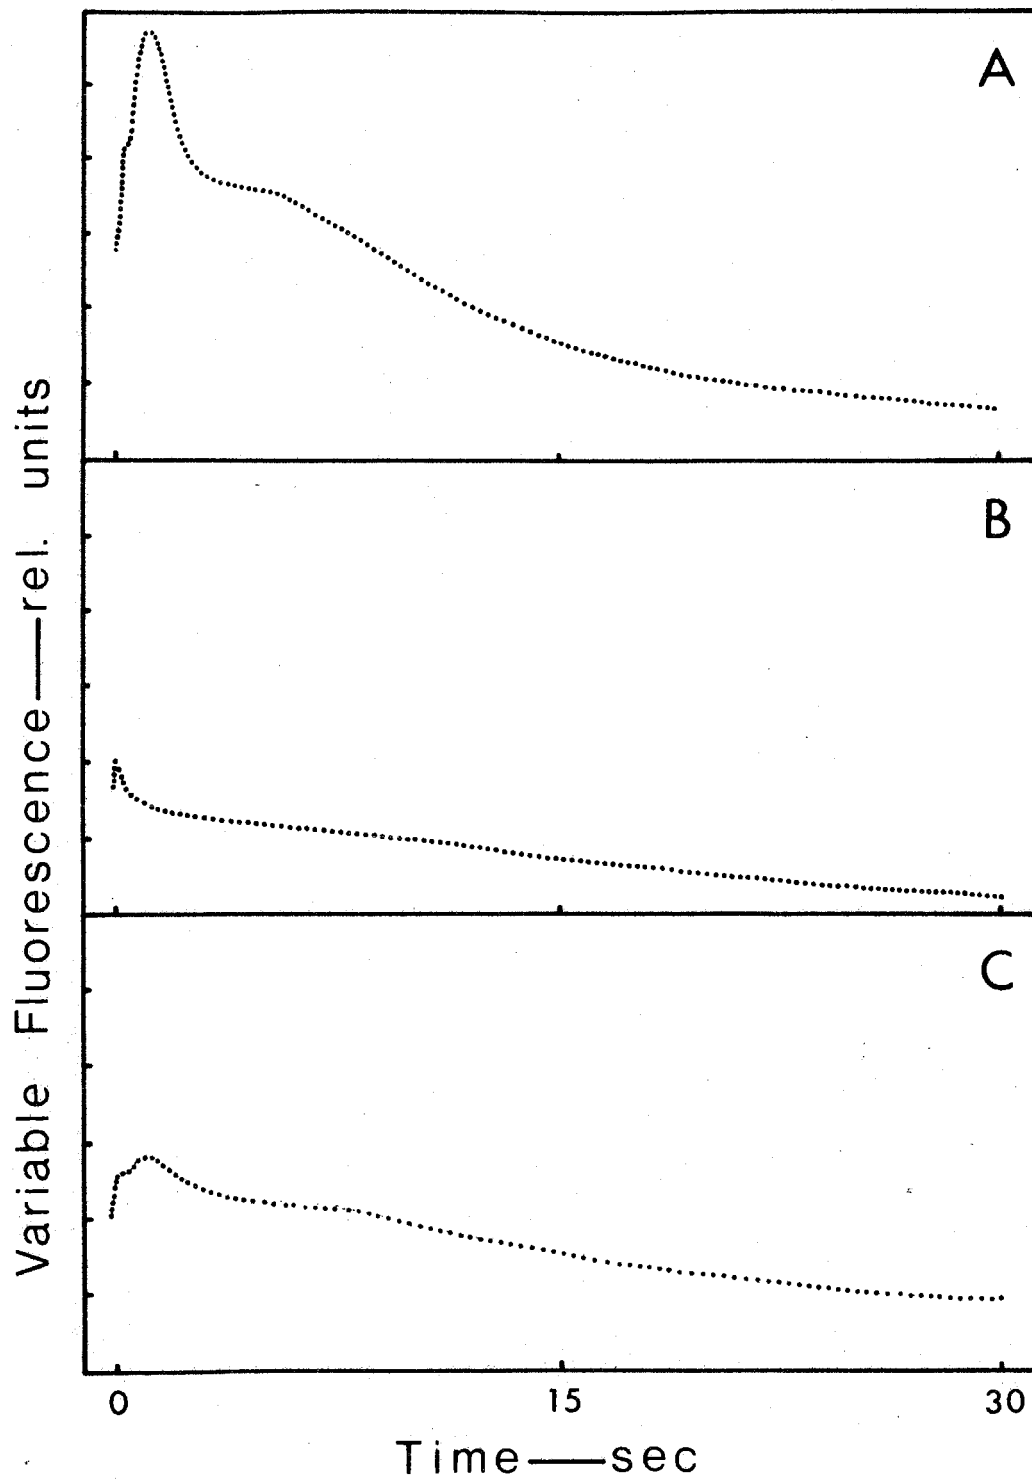 A
B
C
Variable Fluorescence—rel. units
0 15 30
Time—sec